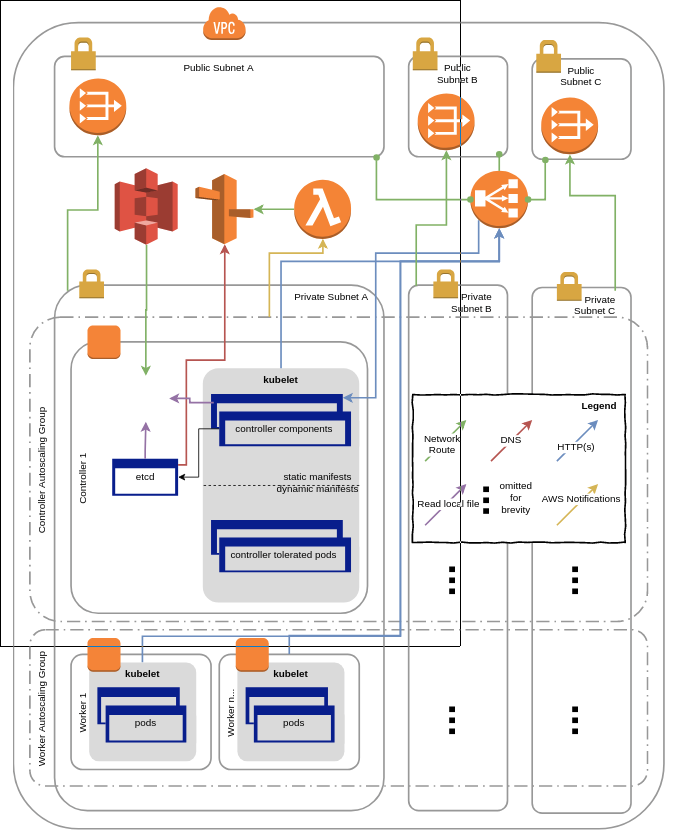 VPC
Public Subnet A
Public
Subnet B
Public
Subnet C
Private Subnet A
Private
Subnet B
Private
Subnet C
Controller Autoscaling Group
Controller 1
kubelet
controller components
etcd
static manifests
dynamic manifests
controller tolerated pods
Legend
Network
Route
DNS
HTTP(s)
Read local file
omitted
for
brevity
AWS Notifications
Worker Autoscaling Group
Worker 1
kubelet
pods
Worker n...
kubelet
pods